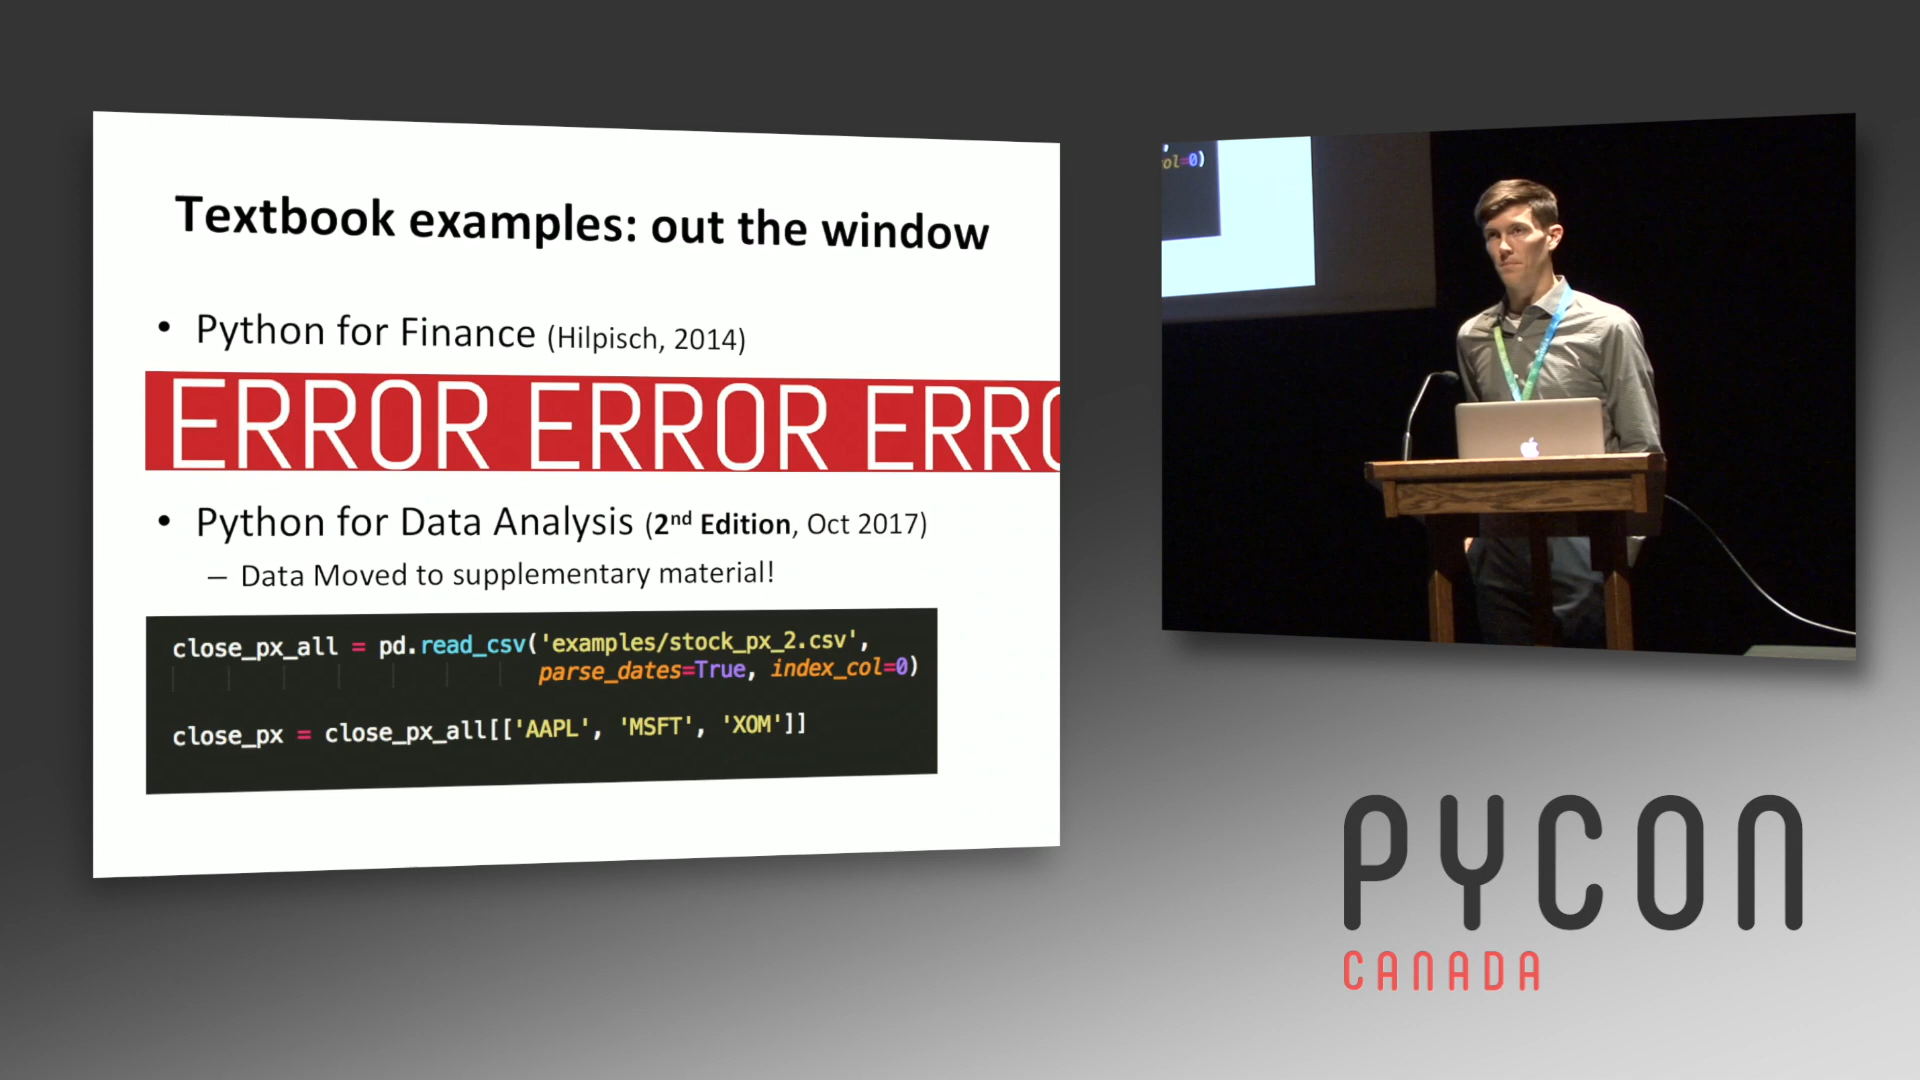 Textbook examples: out the window
• Python for Finance (Hilpisch, 2014)
ERROR ERROR ERRO
• Python for Data Analysis (2nd Edition, Oct 2017)
– Data Moved to supplementary material!
close_px_all = pd.read_csv('examples/stock_px_2.csv',
parse_dates=True, index_col=0)
close_px = close_px_all[['AAPL', 'MSFT', 'XOM']]
ol=0)
PYCON
CANADA